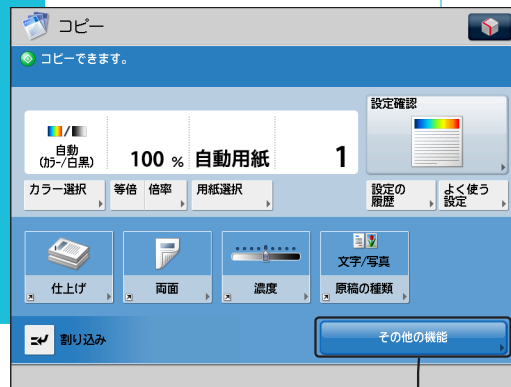 コピー
コピーできます。
設定確認
自動
(ｶﾗｰ/白黒)
100 % 自動用紙 1
カラー選択 等倍 倍率 用紙選択
設定の
履歴
よく使う
設定
文字/写真
仕上げ 両面 濃度 原稿の種類
割り込み
その他の機能